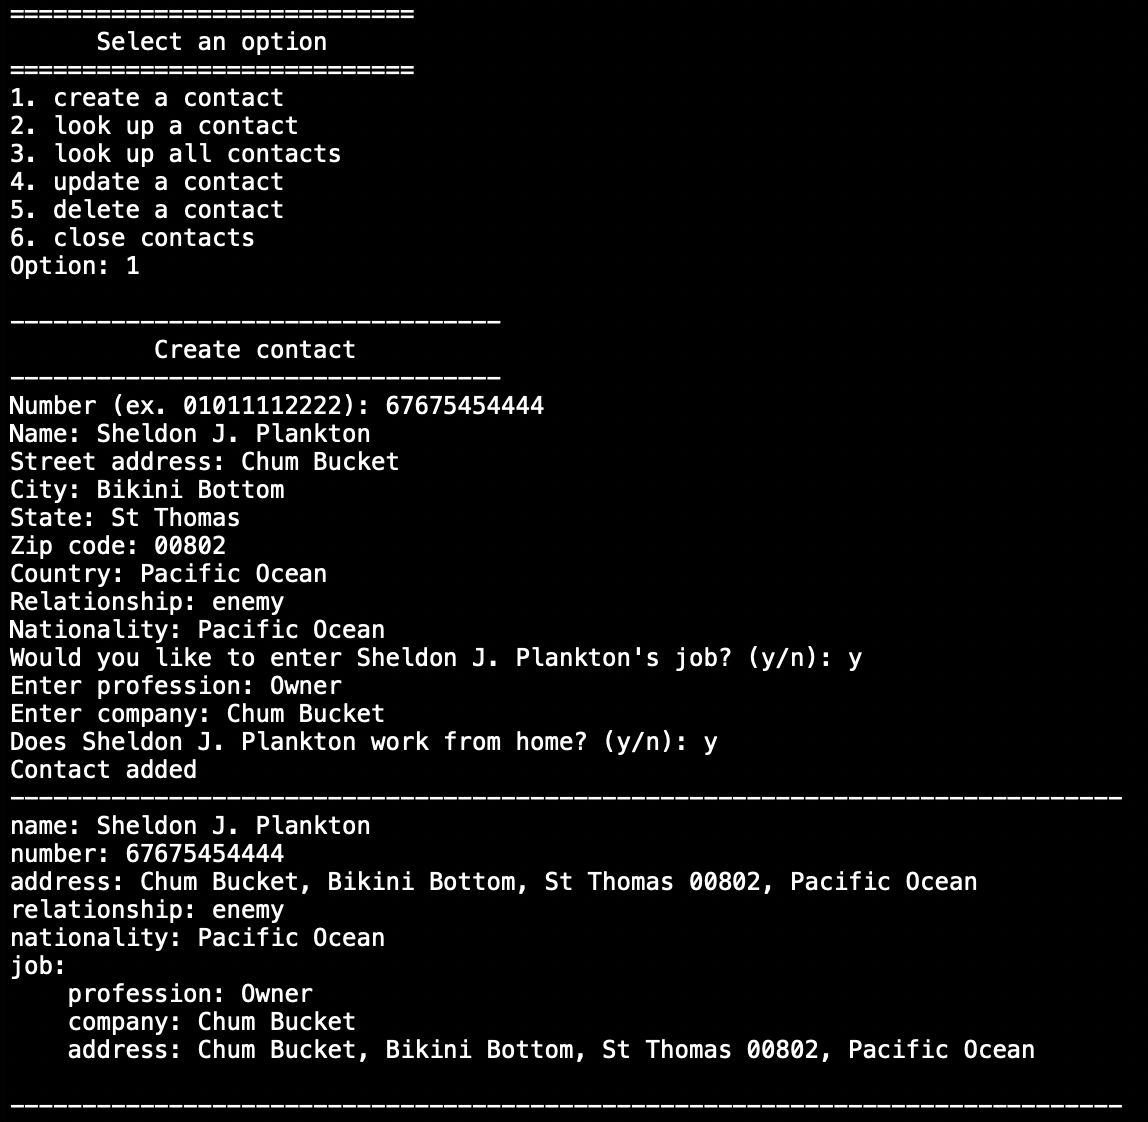 ============================
      Select an option
============================
1. create a contact
2. look up a contact
3. look up all contacts
4. update a contact
5. delete a contact
6. close contacts
Option: 1

----------------------------------
          Create contact
----------------------------------
Number (ex. 01011112222): 67675454444
Name: Sheldon J. Plankton
Street address: Chum Bucket
City: Bikini Bottom
State: St Thomas
Zip code: 00802
Country: Pacific Ocean
Relationship: enemy
Nationality: Pacific Ocean
Would you like to enter Sheldon J. Plankton's job? (y/n): y
Enter profession: Owner
Enter company: Chum Bucket
Does Sheldon J. Plankton work from home? (y/n): y
Contact added
-----------------------------------------------------------------------------
name: Sheldon J. Plankton
number: 67675454444
address: Chum Bucket, Bikini Bottom, St Thomas 00802, Pacific Ocean
relationship: enemy
nationality: Pacific Ocean
job:
    profession: Owner
    company: Chum Bucket
    address: Chum Bucket, Bikini Bottom, St Thomas 00802, Pacific Ocean

-----------------------------------------------------------------------------